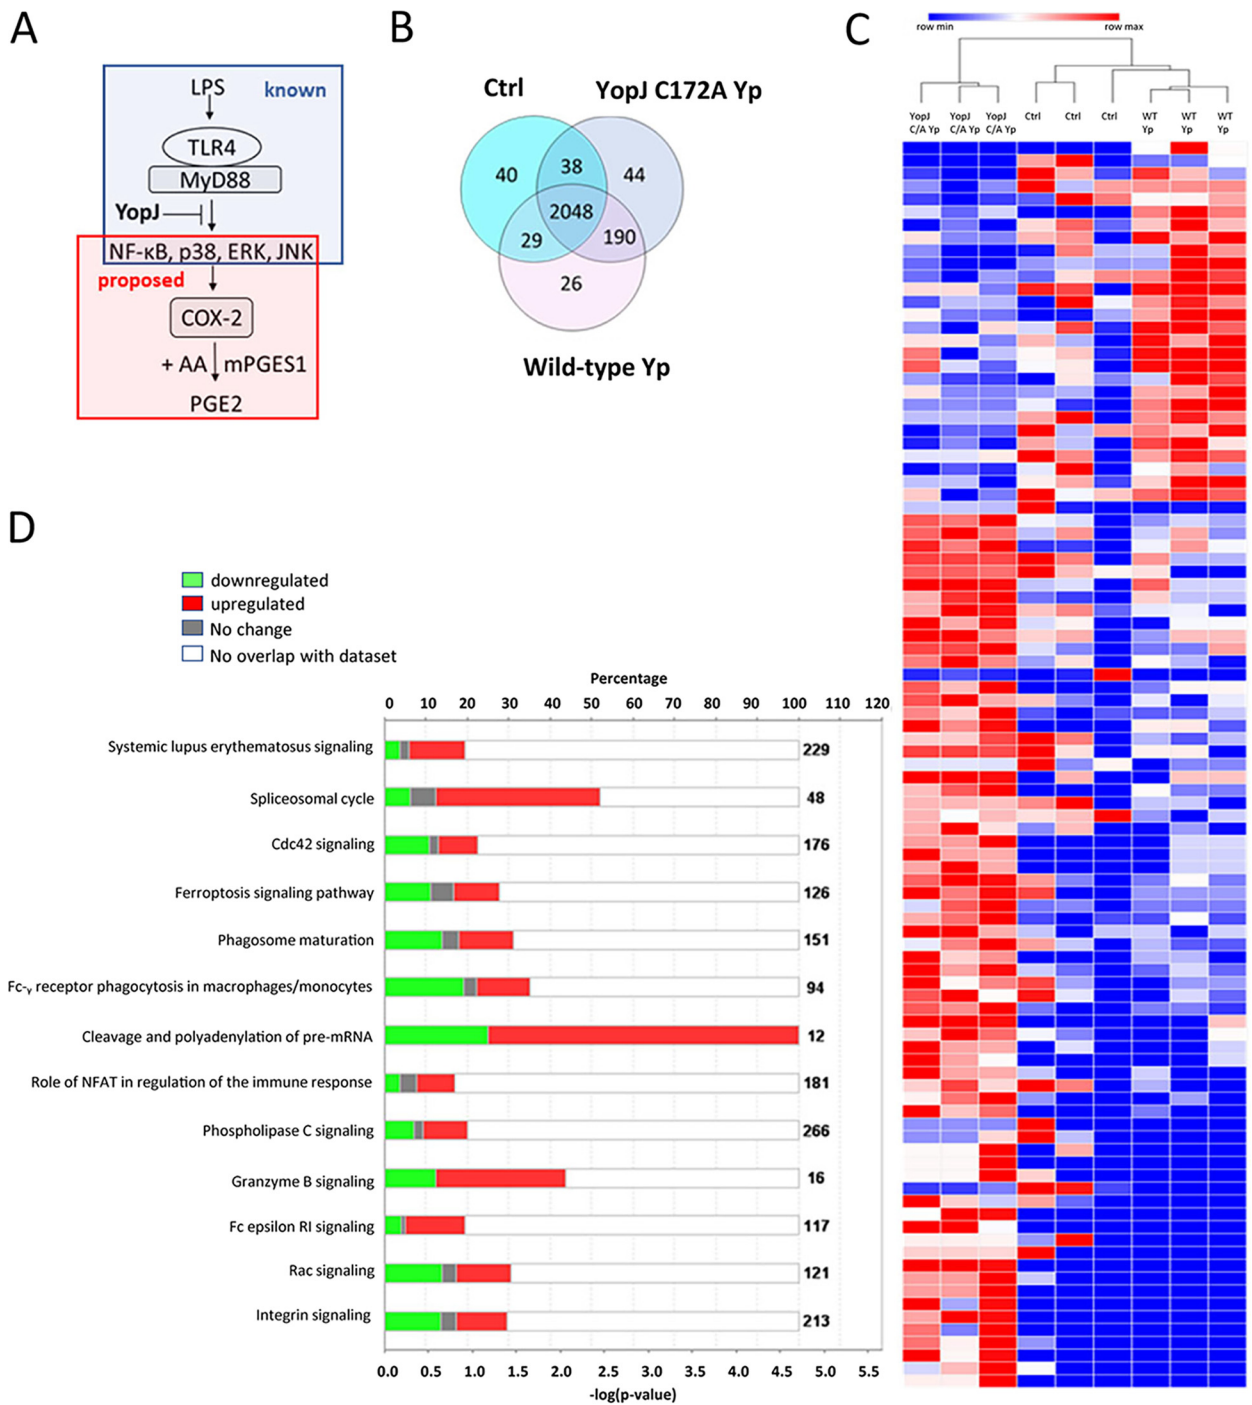 A
LPS
known
TLR4
MyD88
YopJ
NF-κB, p38, ERK, JNK
proposed
COX-2
+ AA
mPGES1
PGE2
B
Ctrl
YopJ C172A Yp
40
38
44
2048
29
190
26
Wild-type Yp
C
row min
row max
YopJ C/A Yp
YopJ C/A Yp
YopJ C/A Yp
Ctrl
Ctrl
Ctrl
WT Yp
WT Yp
WT Yp
D
downregulated
upregulated
No change
No overlap with dataset
Percentage
0 10 20 30 40 50 60 70 80 90 100 110 120
Systemic lupus erythematosus signaling 229
Spliceosomal cycle 48
Cdc42 signaling 176
Ferroptosis signaling pathway 126
Phagosome maturation 151
Fc-γ receptor phagocytosis in macrophages/monocytes 94
Cleavage and polyadenylation of pre-mRNA 12
Role of NFAT in regulation of the immune response 181
Phospholipase C signaling 266
Granzyme B signaling 16
Fc epsilon RI signaling 117
Rac signaling 121
Integrin signaling 213
0.0 0.5 1.0 1.5 2.0 2.5 3.0 3.5 4.0 4.5 5.0 5.5
-log(p-value)